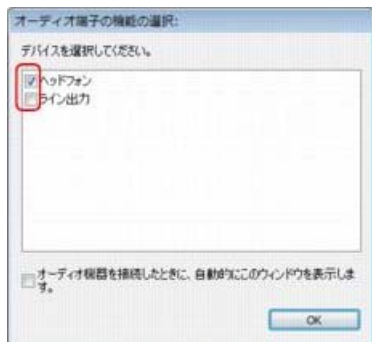 オーディオ端子の機能の選択:
デバイスを選択してください。
ヘッドフォン
ライン出力
オーディオ機器を接続したときに、自動的にこのウィンドウを表示しま
す。
OK